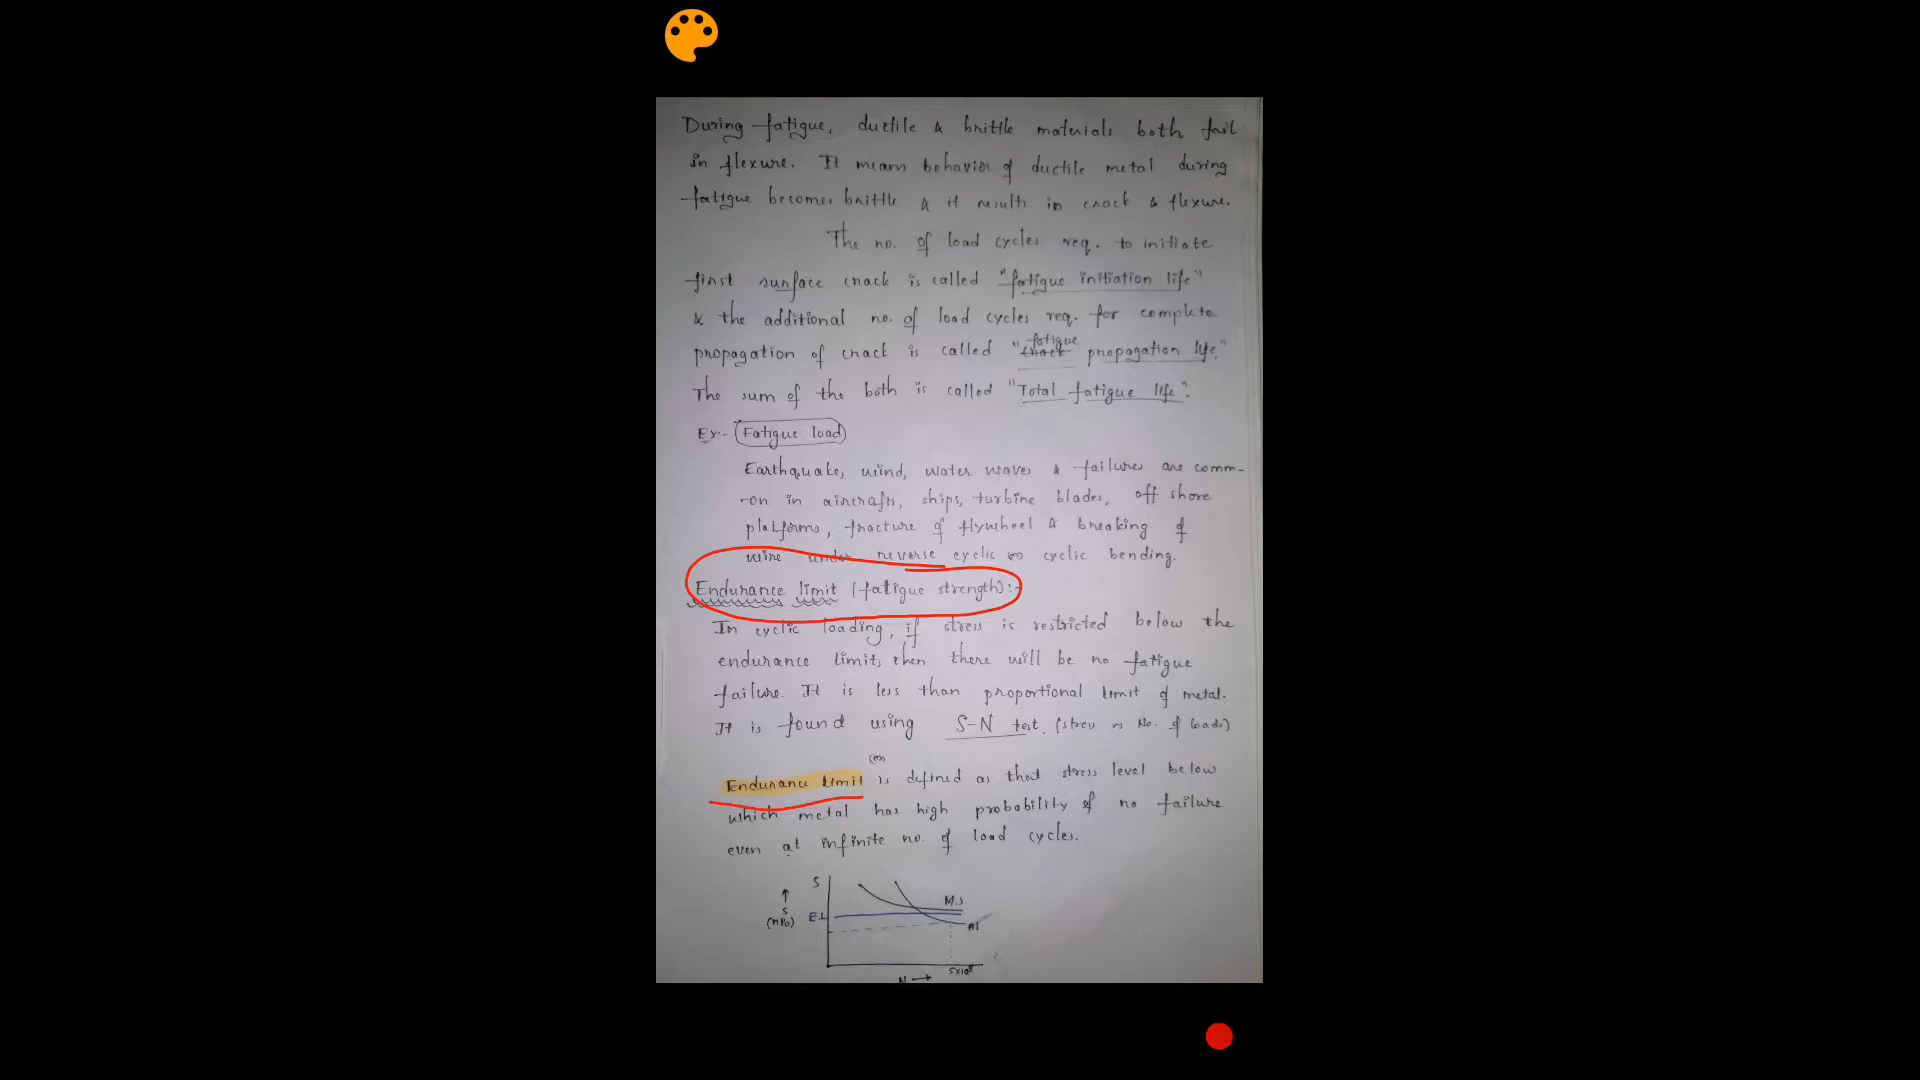 During fatigue, ductile & brittle materials both fail
in flexure. It means behavior of ductile metal during
fatigue becomes brittle & it results in crack & flexure.
The no. of load cycles req. to initiate
first surface crack is called "fatigue initiation life"
& the additional no. of load cycles req. for complete
propagation of crack is called "fatigue propagation life."
The sum of the both is called "Total fatigue life".
Ex:- Fatigue load
Earthquake, wind, water waves & failures are comm-
-on in aircrafts, ships, turbine blades, off shore
platforms, fracture of flywheel & breaking of
wire under reverse cyclic or cyclic bending.
Endurance limit (fatigue strength):-
In cyclic loading, if stress is restricted below the
endurance limit, then there will be no fatigue
failure. It is less than proportional limit of metal.
It is found using S-N test. (stress vs No. of loads)
(or)
Endurance limit is defined as that stress level below
which metal has high probability of no failure
even at infinite no. of load cycles.
S
M.S
↑
S
(MPa)
E.L
Al
5x10⁸
N →